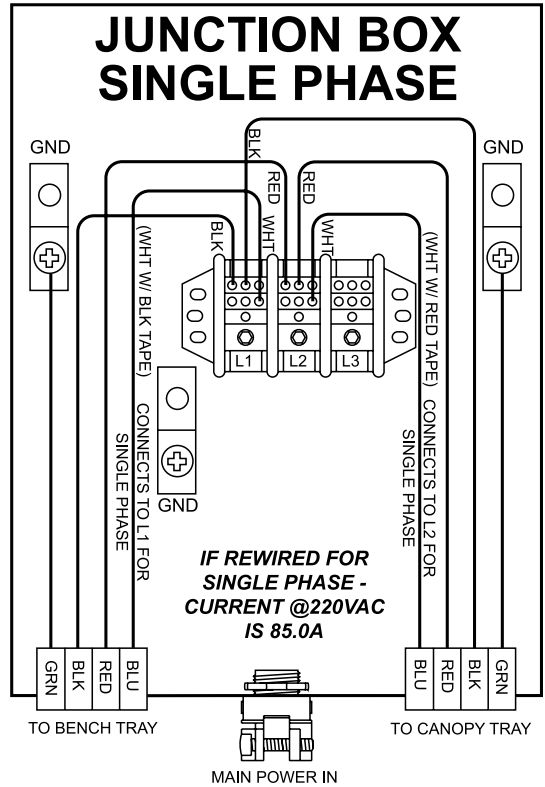 JUNCTION BOX
SINGLE PHASE
GND
GND
BLK
RED
RED
BLK
WHT
WHT
(WHT W/ BLK TAPE) CONNECTS TO L1 FOR
SINGLE PHASE
(WHT W/ RED TAPE) CONNECTS TO L2 FOR
SINGLE PHASE
L1
L2
L3
GND
IF REWIRED FOR
SINGLE PHASE -
CURRENT @220VAC
IS 85.0A
GRN
BLK
RED
BLU
BLU
RED
BLK
GRN
TO BENCH TRAY
TO CANOPY TRAY
MAIN POWER IN